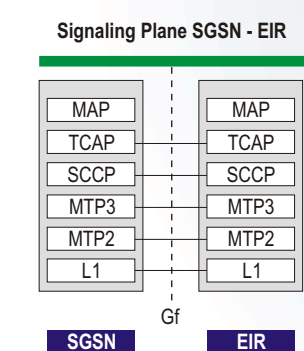 Signaling Plane SGSN - EIR
MAP MAP
TCAP TCAP
SCCP SCCP
MTP3 MTP3
MTP2 MTP2
L1 L1
Gf
SGSN EIR